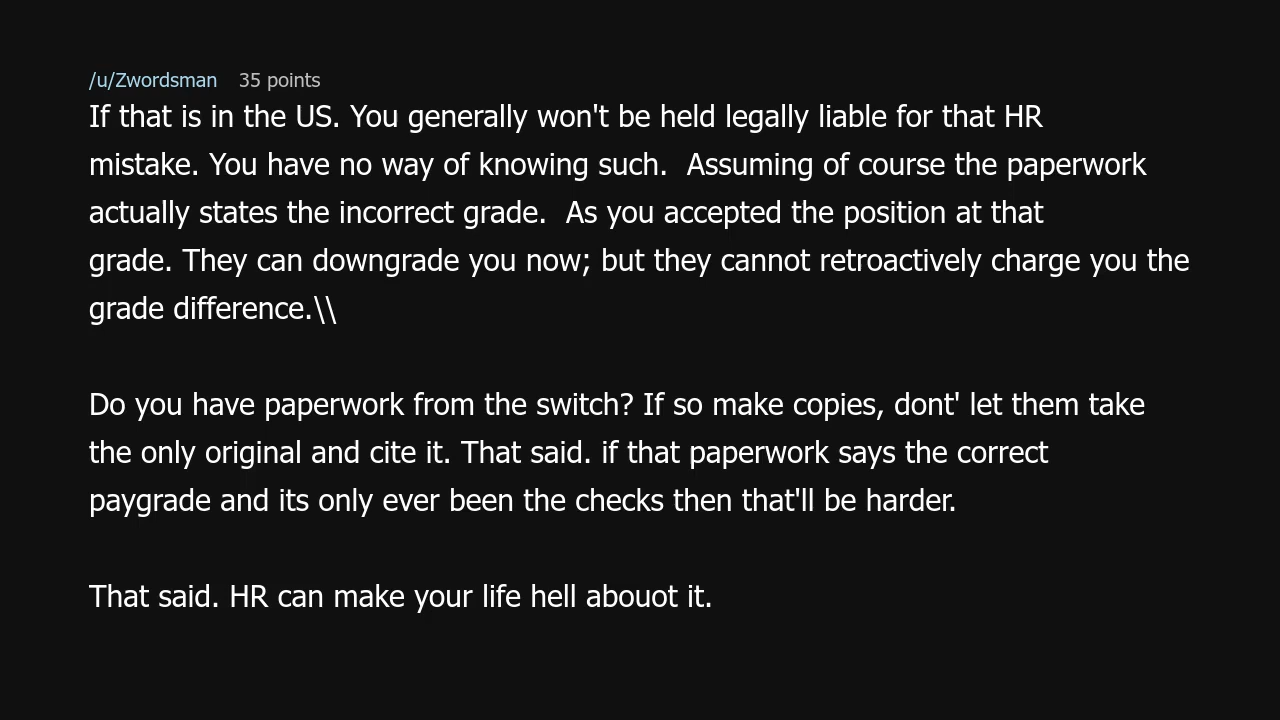 /u/Zwordsman 35 points
If that is in the US. You generally won't be held legally liable for that HR
mistake. You have no way of knowing such.  Assuming of course the paperwork
actually states the incorrect grade.  As you accepted the position at that
grade. They can downgrade you now; but they cannot retroactively charge you the
grade difference.\\
Do you have paperwork from the switch? If so make copies, dont' let them take
the only original and cite it. That said. if that paperwork says the correct
paygrade and its only ever been the checks then that'll be harder.
That said. HR can make your life hell abouot it.